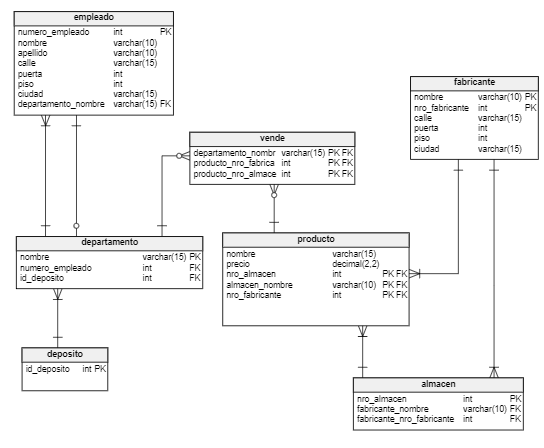 empleado
numero_empleado int PK
nombre varchar(10)
apellido varchar(10)
calle varchar(15)
puerta int
piso int
ciudad varchar(15)
departamento_nombre varchar(15) FK
fabricante
nombre varchar(10) PK
nro_fabricante int PK
calle varchar(15)
puerta int
piso int
ciudad varchar(15)
vende
departamento_nombr varchar(15) PK FK
producto_nro_fabrica int PK FK
producto_nro_almace int PK FK
departamento
nombre varchar(15) PK
numero_empleado int FK
id_deposito int FK
producto
nombre varchar(15)
precio decimal(2,2)
nro_almacen int PK FK
almacen_nombre varchar(10) PK FK
nro_fabricante int PK FK
deposito
id_deposito int PK
almacen
nro_almacen int PK
fabricante_nombre varchar(10) FK
fabricante_nro_fabricante int FK